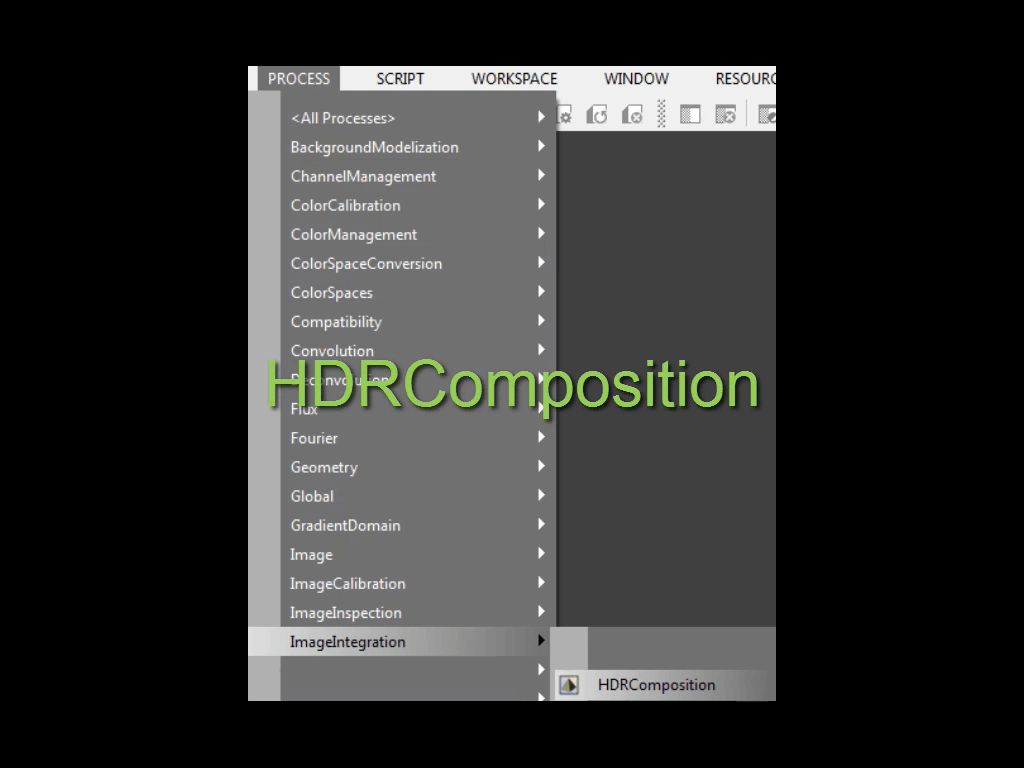 PROCESS SCRIPT WORKSPACE WINDOW RESOURC
<All Processes>
BackgroundModelization
ChannelManagement
ColorCalibration
ColorManagement
ColorSpaceConversion
ColorSpaces
Compatibility
Convolution
Deconvolution
HDRComposition
Flux
Fourier
Geometry
Global
GradientDomain
Image
ImageCalibration
ImageInspection
ImageIntegration
HDRComposition